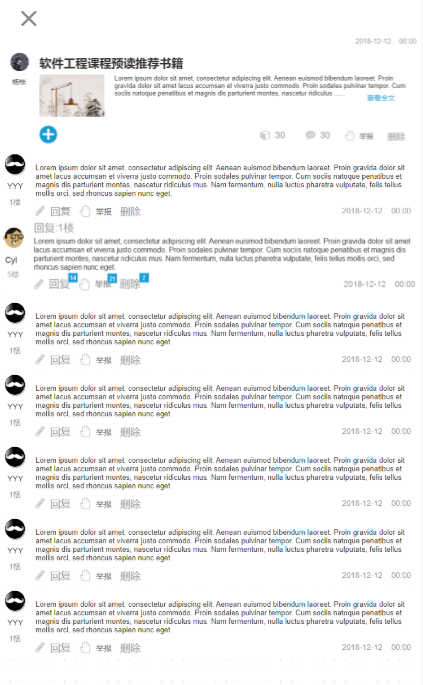 2018-12-12 00:00
软件工程课程预读推荐书籍
杨枨
Lorem ipsum dolor sit amet, consectetur adipiscing elit. Aenean euismod bibendum laoreet. Proin
gravida dolor sit amet lacus accumsan et viverra justo commodo. Proin sodales pulvinar tempor. Cum
sociis natoque penatibus et magnis dis parturient montes, nascetur ridiculus mus. ......
查看全文
30 30 举报 删除
Lorem ipsum dolor sit amet, consectetur adipiscing elit. Aenean euismod bibendum laoreet. Proin gravida dolor sit
amet lacus accumsan et viverra justo commodo. Proin sodales pulvinar tempor. Cum sociis natoque penatibus et
magnis dis parturient montes, nascetur ridiculus mus. Nam fermentum, nulla luctus pharetra vulputate, felis tellus
mollis orci, sed rhoncus sapien nunc eget.
YYY
1楼
回复 举报 删除 2018-12-12 00:00
回复:1楼
Lorem ipsum dolor sit amet, consectetur adipiscing elit. Aenean euismod bibendum laoreet. Proin gravida dolor sit amet
lacus accumsan et viverra justo commodo. Proin sodales pulvinar tempor. Cum sociis natoque penatibus et magnis dis
parturient montes, nascetur ridiculus mus. Nam fermentum, nulla luctus pharetra vulputate, felis tellus mollis orci, sed
rhoncus sapien nunc eget.
Cyl
5楼
回复 14 举报 21 删除 7 2018-12-12 00:00
Lorem ipsum dolor sit amet, consectetur adipiscing elit. Aenean euismod bibendum laoreet. Proin gravida dolor sit
amet lacus accumsan et viverra justo commodo. Proin sodales pulvinar tempor. Cum sociis natoque penatibus et
magnis dis parturient montes, nascetur ridiculus mus. Nam fermentum, nulla luctus pharetra vulputate, felis tellus
mollis orci, sed rhoncus sapien nunc eget.
YYY
1楼
回复 举报 删除 2018-12-12 00:00
Lorem ipsum dolor sit amet, consectetur adipiscing elit. Aenean euismod bibendum laoreet. Proin gravida dolor sit
amet lacus accumsan et viverra justo commodo. Proin sodales pulvinar tempor. Cum sociis natoque penatibus et
magnis dis parturient montes, nascetur ridiculus mus. Nam fermentum, nulla luctus pharetra vulputate, felis tellus
mollis orci, sed rhoncus sapien nunc eget.
YYY
1楼
回复 举报 删除 2018-12-12 00:00
Lorem ipsum dolor sit amet, consectetur adipiscing elit. Aenean euismod bibendum laoreet. Proin gravida dolor sit
amet lacus accumsan et viverra justo commodo. Proin sodales pulvinar tempor. Cum sociis natoque penatibus et
magnis dis parturient montes, nascetur ridiculus mus. Nam fermentum, nulla luctus pharetra vulputate, felis tellus
mollis orci, sed rhoncus sapien nunc eget.
YYY
1楼
回复 举报 删除 2018-12-12 00:00
Lorem ipsum dolor sit amet, consectetur adipiscing elit. Aenean euismod bibendum laoreet. Proin gravida dolor sit
amet lacus accumsan et viverra justo commodo. Proin sodales pulvinar tempor. Cum sociis natoque penatibus et
magnis dis parturient montes, nascetur ridiculus mus. Nam fermentum, nulla luctus pharetra vulputate, felis tellus
mollis orci, sed rhoncus sapien nunc eget.
YYY
1楼
回复 举报 删除 2018-12-12 00:00
Lorem ipsum dolor sit amet, consectetur adipiscing elit. Aenean euismod bibendum laoreet. Proin gravida dolor sit
amet lacus accumsan et viverra justo commodo. Proin sodales pulvinar tempor. Cum sociis natoque penatibus et
magnis dis parturient montes, nascetur ridiculus mus. Nam fermentum, nulla luctus pharetra vulputate, felis tellus
mollis orci, sed rhoncus sapien nunc eget.
YYY
1楼
回复 举报 删除 2018-12-12 00:00